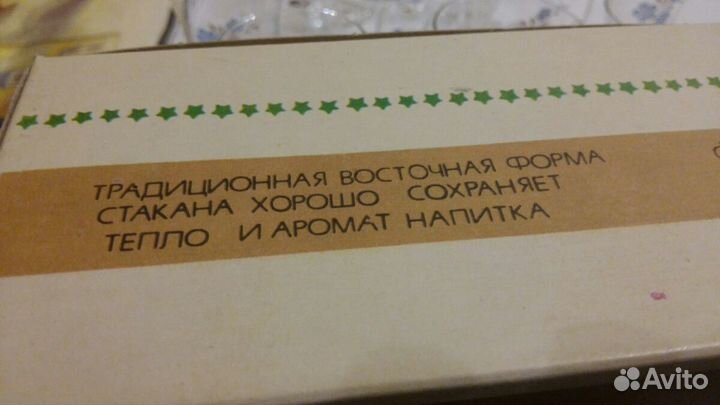 ТРАДИЦИОННАЯ ВОСТОЧНАЯ ФОРМА
СТАКАНА ХОРОШО СОХРАНЯЕТ
ТЕПЛО И АРОМАТ НАПИТКА
Avito